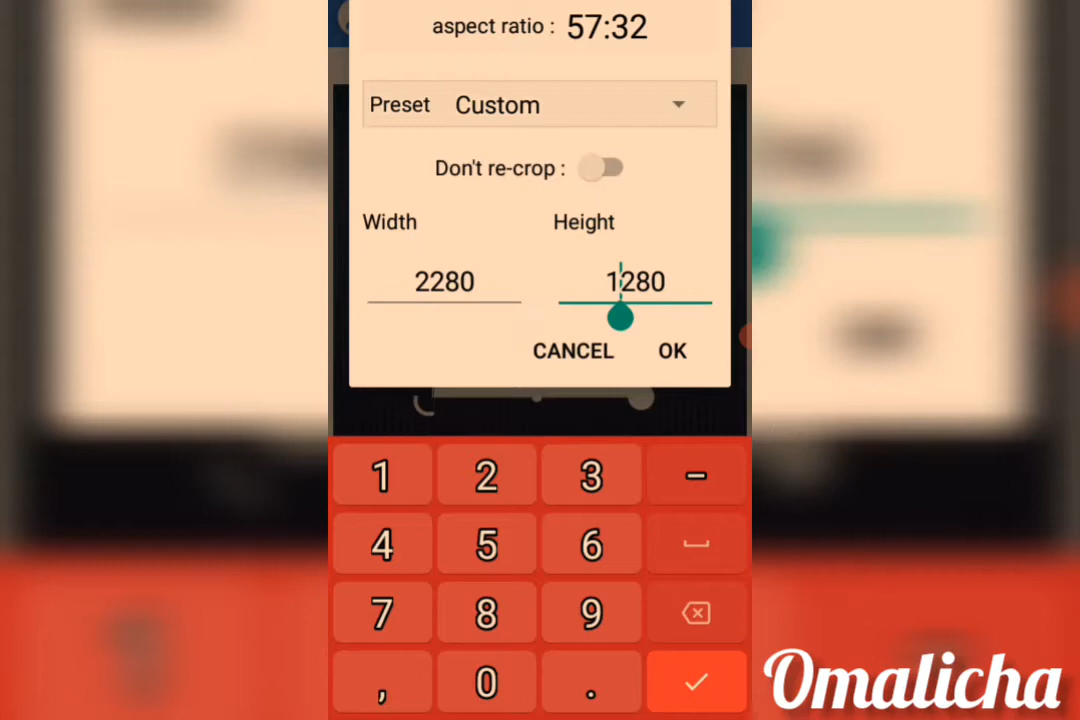 aspect ratio : 57:32
Preset Custom
Don't re-crop :
Width Height
2280 1280
CANCEL OK
1 2 3 -
4 5 6
7 8 9
, 0 .
Omalicha